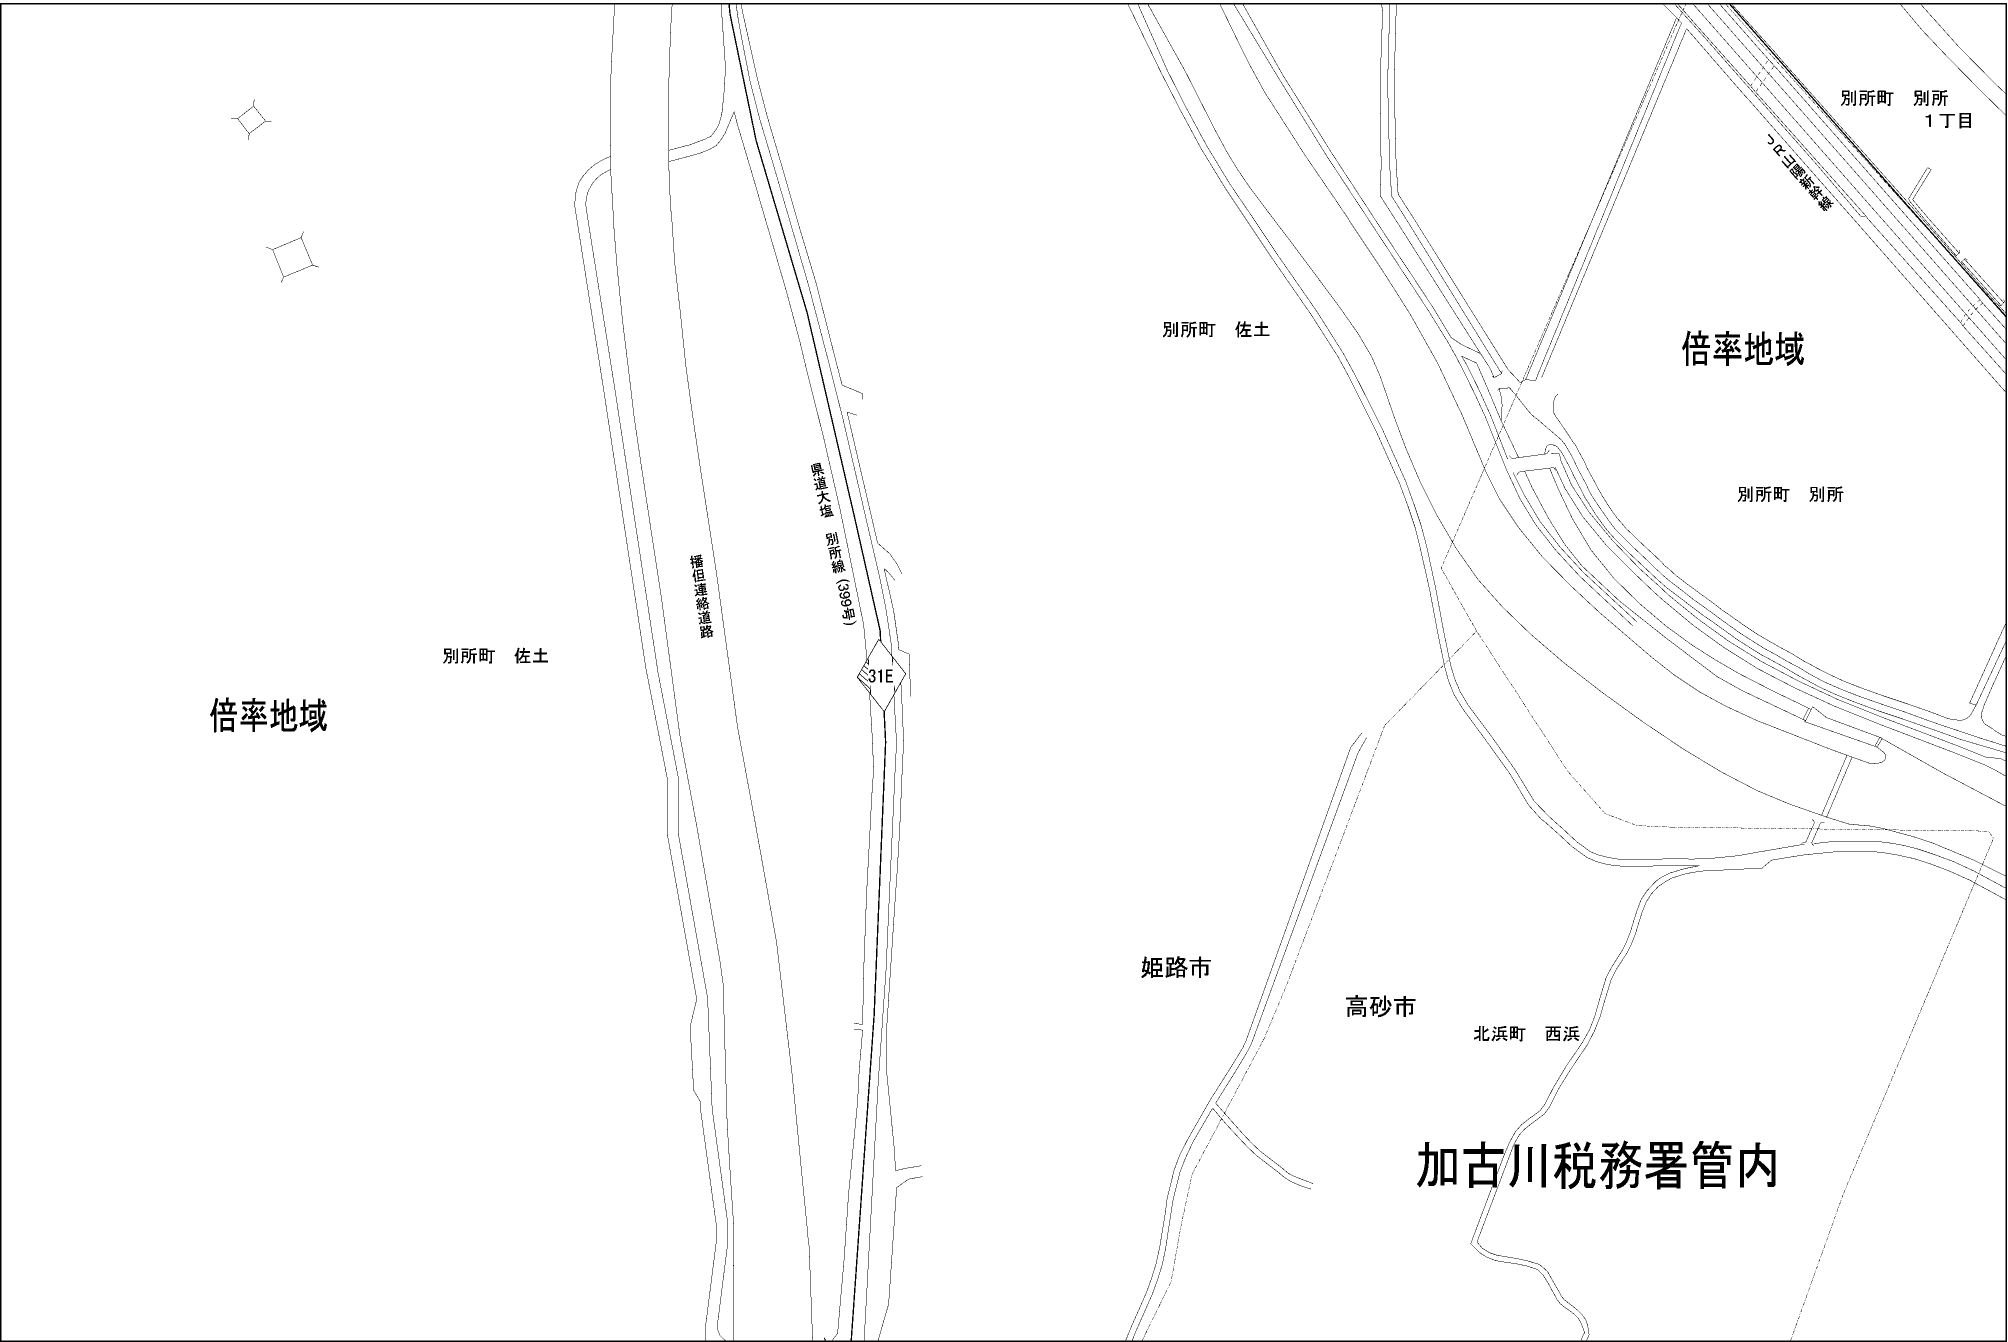 別所町　別所
１丁目
JR山陽新幹線
別所町　佐土
倍率地域
県道大塩　別所線(399号)
別所町　別所
播但連絡道路
別所町　佐土
31E
倍率地域
姫路市
高砂市
北浜町　西浜
加古川税務署管内